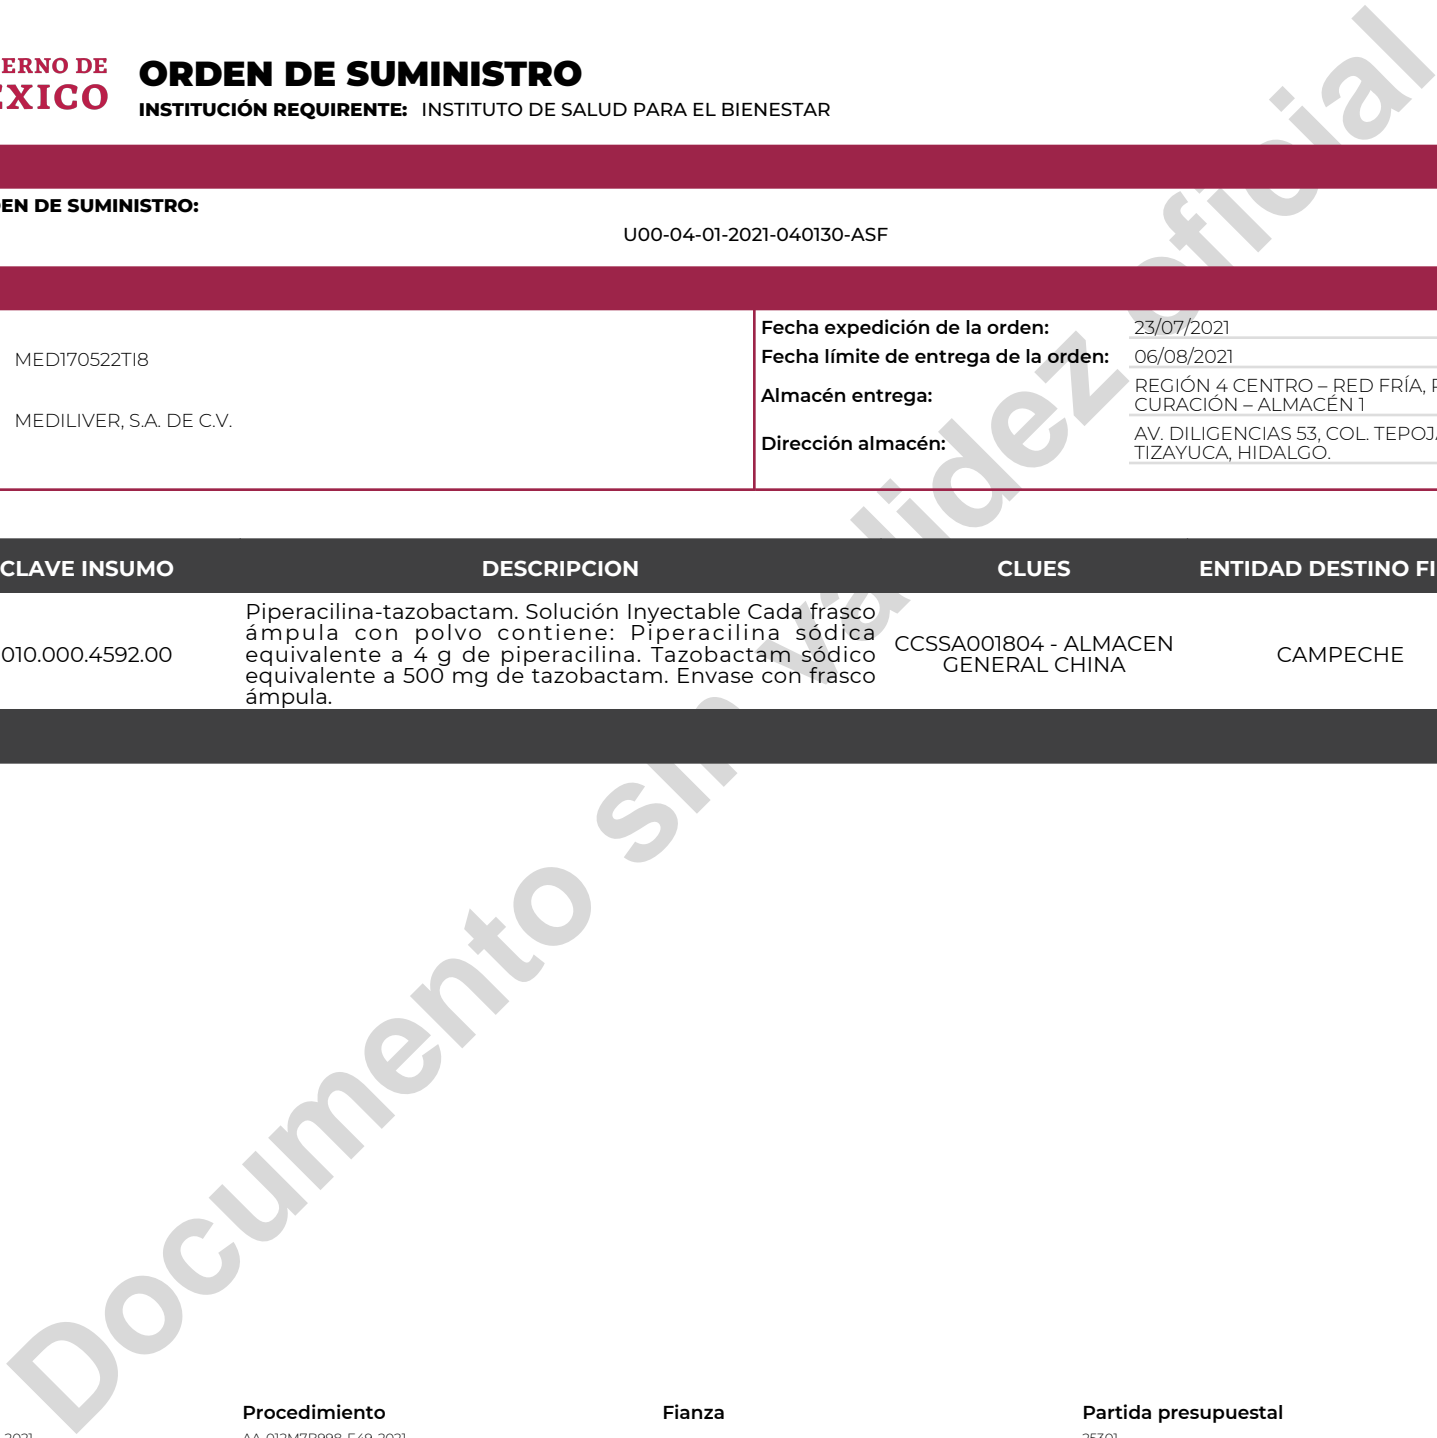 ERNO DE
EXICO
ORDEN DE SUMINISTRO
INSTITUCIÓN REQUIRENTE: INSTITUTO DE SALUD PARA EL BIENESTAR
EN DE SUMINISTRO:
U00-04-01-2021-040130-ASF
MED170522TI8
MEDILIVER, S.A. DE C.V.
Fecha expedición de la orden: 23/07/2021
Fecha límite de entrega de la orden: 06/08/2021
Almacén entrega: REGIÓN 4 CENTRO – RED FRÍA,
CURACIÓN – ALMACÉN 1
Dirección almacén: AV. DILIGENCIAS 53, COL. TEPOJ
TIZAYUCA, HIDALGO.
CLAVE INSUMO DESCRIPCION CLUES ENTIDAD DESTINO FI
010.000.4592.00
Piperacilina-tazobactam. Solución Inyectable Cada frasco
ámpula con polvo contiene: Piperacilina sódica
equivalente a 4 g de piperacilina. Tazobactam sódico
equivalente a 500 mg de tazobactam. Envase con frasco
ámpula.
CCSSA001804 - ALMACEN
GENERAL CHINA
CAMPECHE
Documento sin validez oficial
Procedimiento Fianza Partida presupuestal